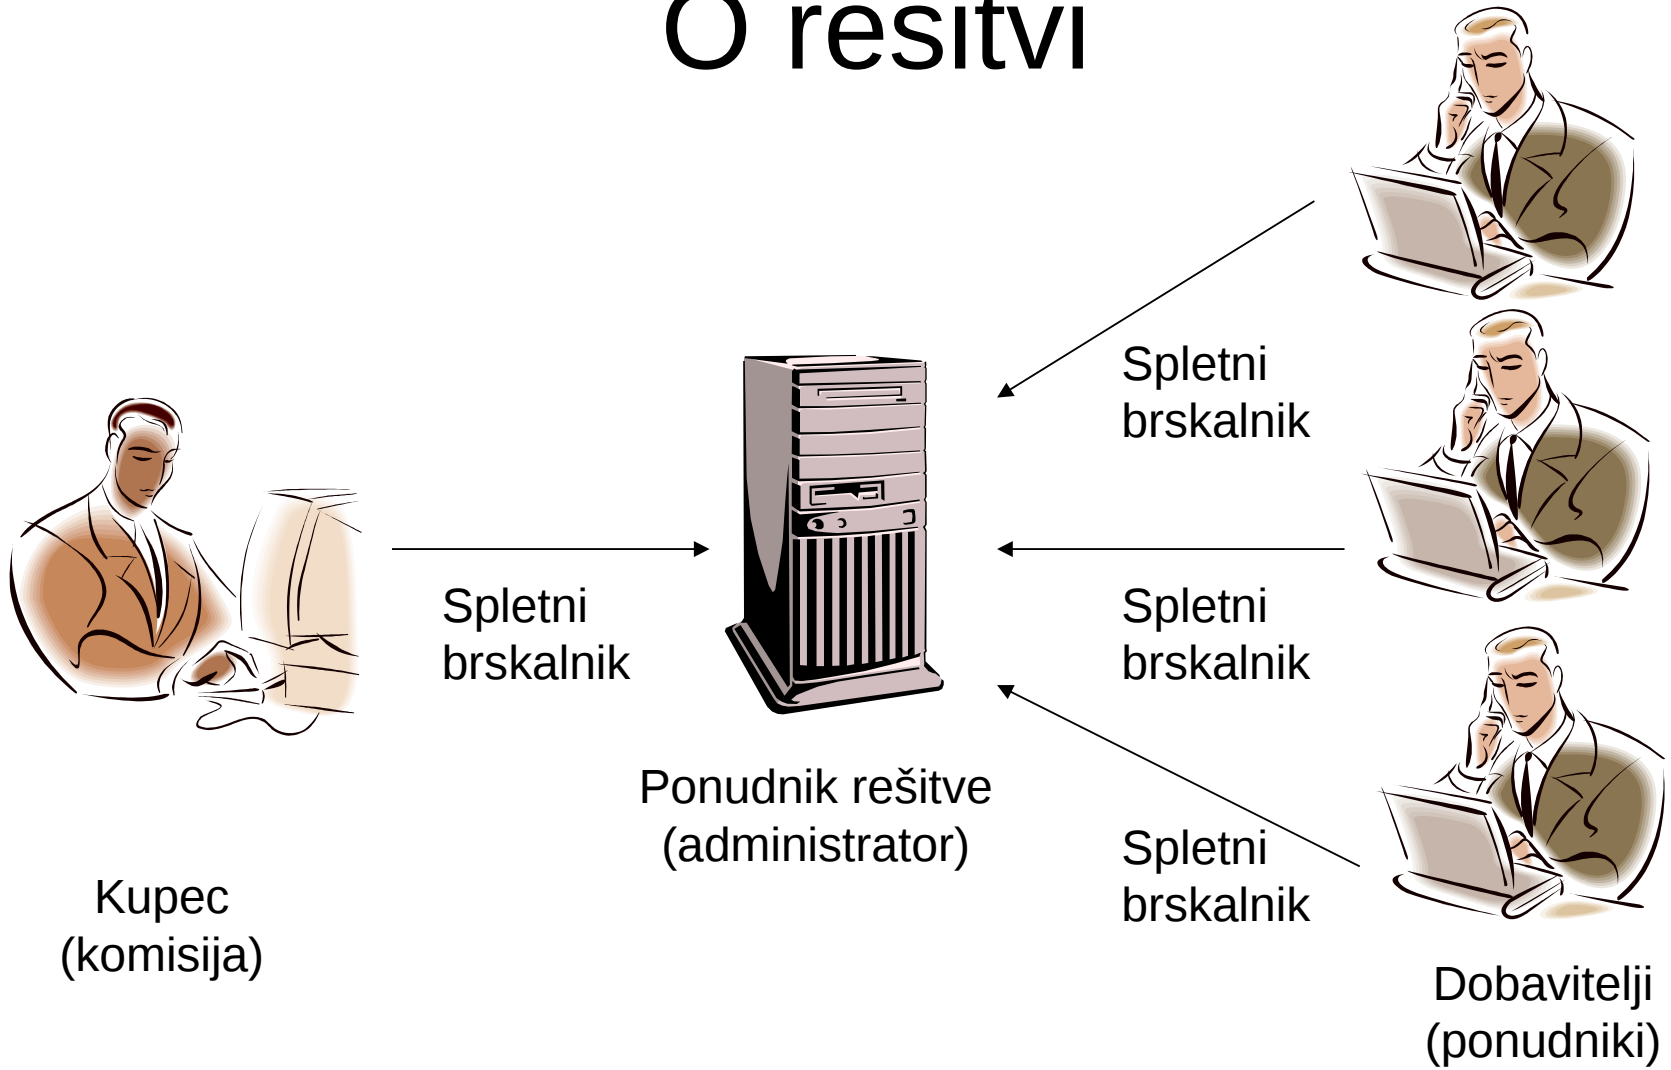 O rešitvi
Spletni
brskalnik
Spletni
brskalnik
Spletni
brskalnik
Ponudnik rešitve
(administrator)
Spletni
brskalnik
Kupec
(komisija)
Dobavitelji
(ponudniki)